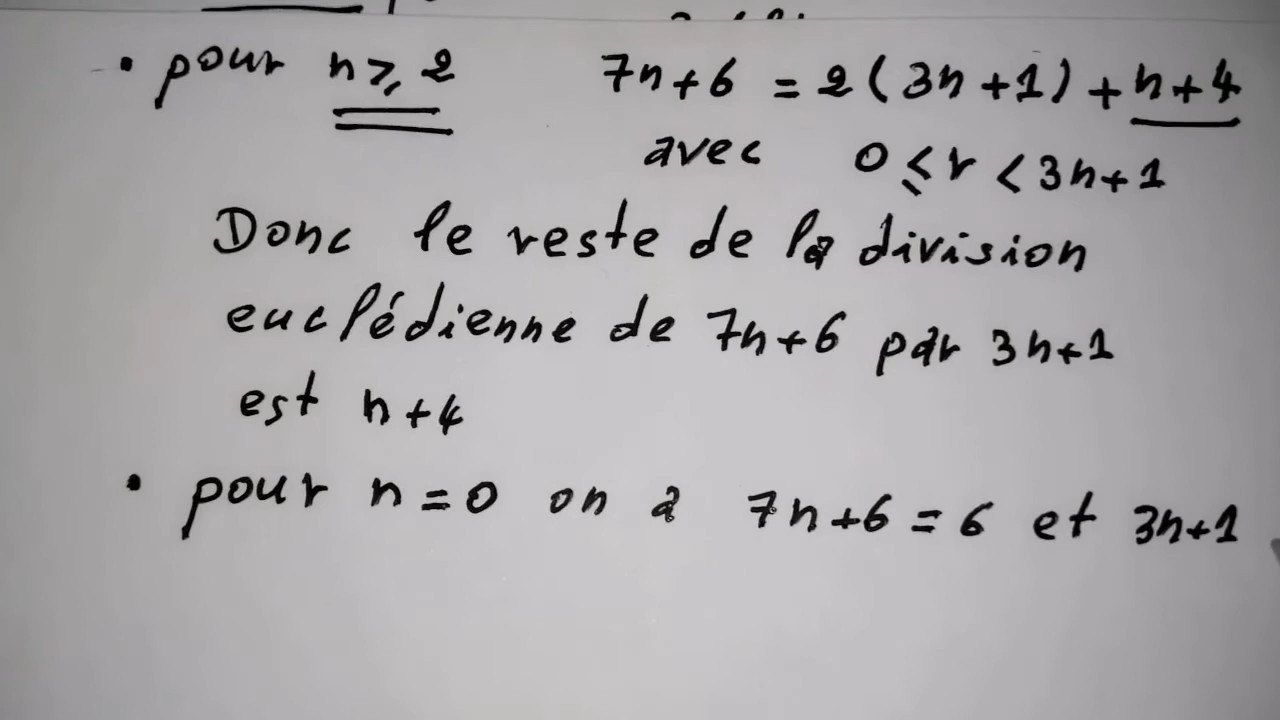 • pour n ⩾ 2 7n+6 = 2(3n+1)+n+4
avec 0 ⩽ r < 3n+1
Donc le reste de la division
euclédienne de 7n+6 par 3n+1
est n+4
• pour n=0 on a 7n+6=6 et 3n+1